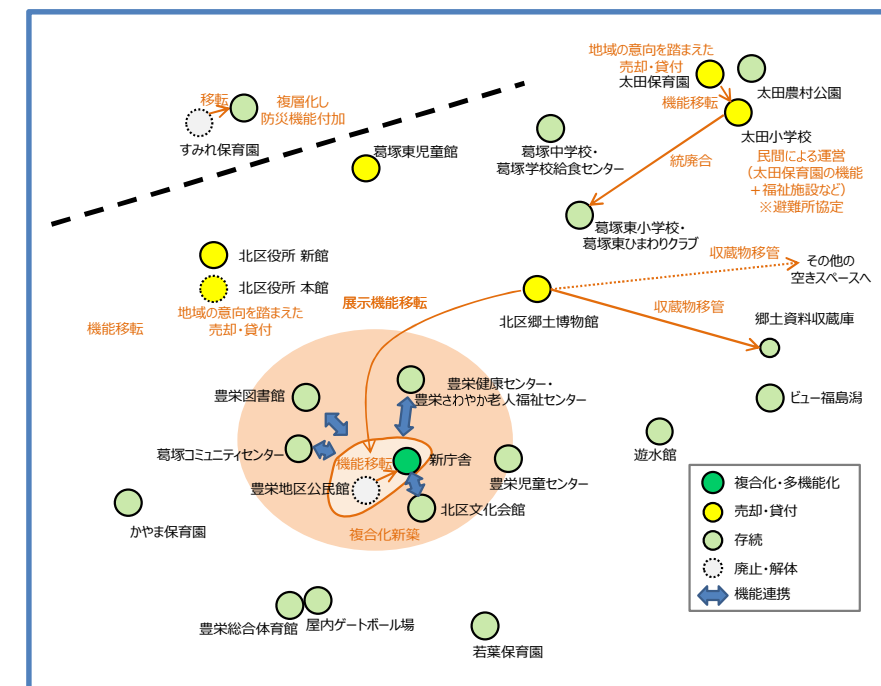 地域の意向を踏まえた
売却・貸付
太田保育園
太田農村公園
移転
複層化し
防災機能付加
機能移転
すみれ保育園
太田小学校
葛塚東児童館
葛塚中学校・
葛塚学校給食センター
統廃合
民間による運営
（太田保育園の機能
＋福祉施設など）
※避難所協定
葛塚東小学校・
葛塚東ひまわりクラブ
北区役所 新館
収蔵物移管
その他の
空きスペースへ
北区役所 本館
地域の意向を踏まえた
売却・貸付
機能移転
展示機能移転
北区郷土博物館
収蔵物移管
郷土資料収蔵庫
豊栄図書館
豊栄健康センター・
豊栄さわやか老人福祉センター
ビュー福島潟
葛塚コミュニティセンター
機能移転
新庁舎
豊栄児童センター
遊水館
豊栄地区公民館
北区文化会館
かやま保育園
複合化新築
複合化・多機能化
売却・貸付
存続
廃止・解体
機能連携
豊栄総合体育館
屋内ゲートボール場
若葉保育園